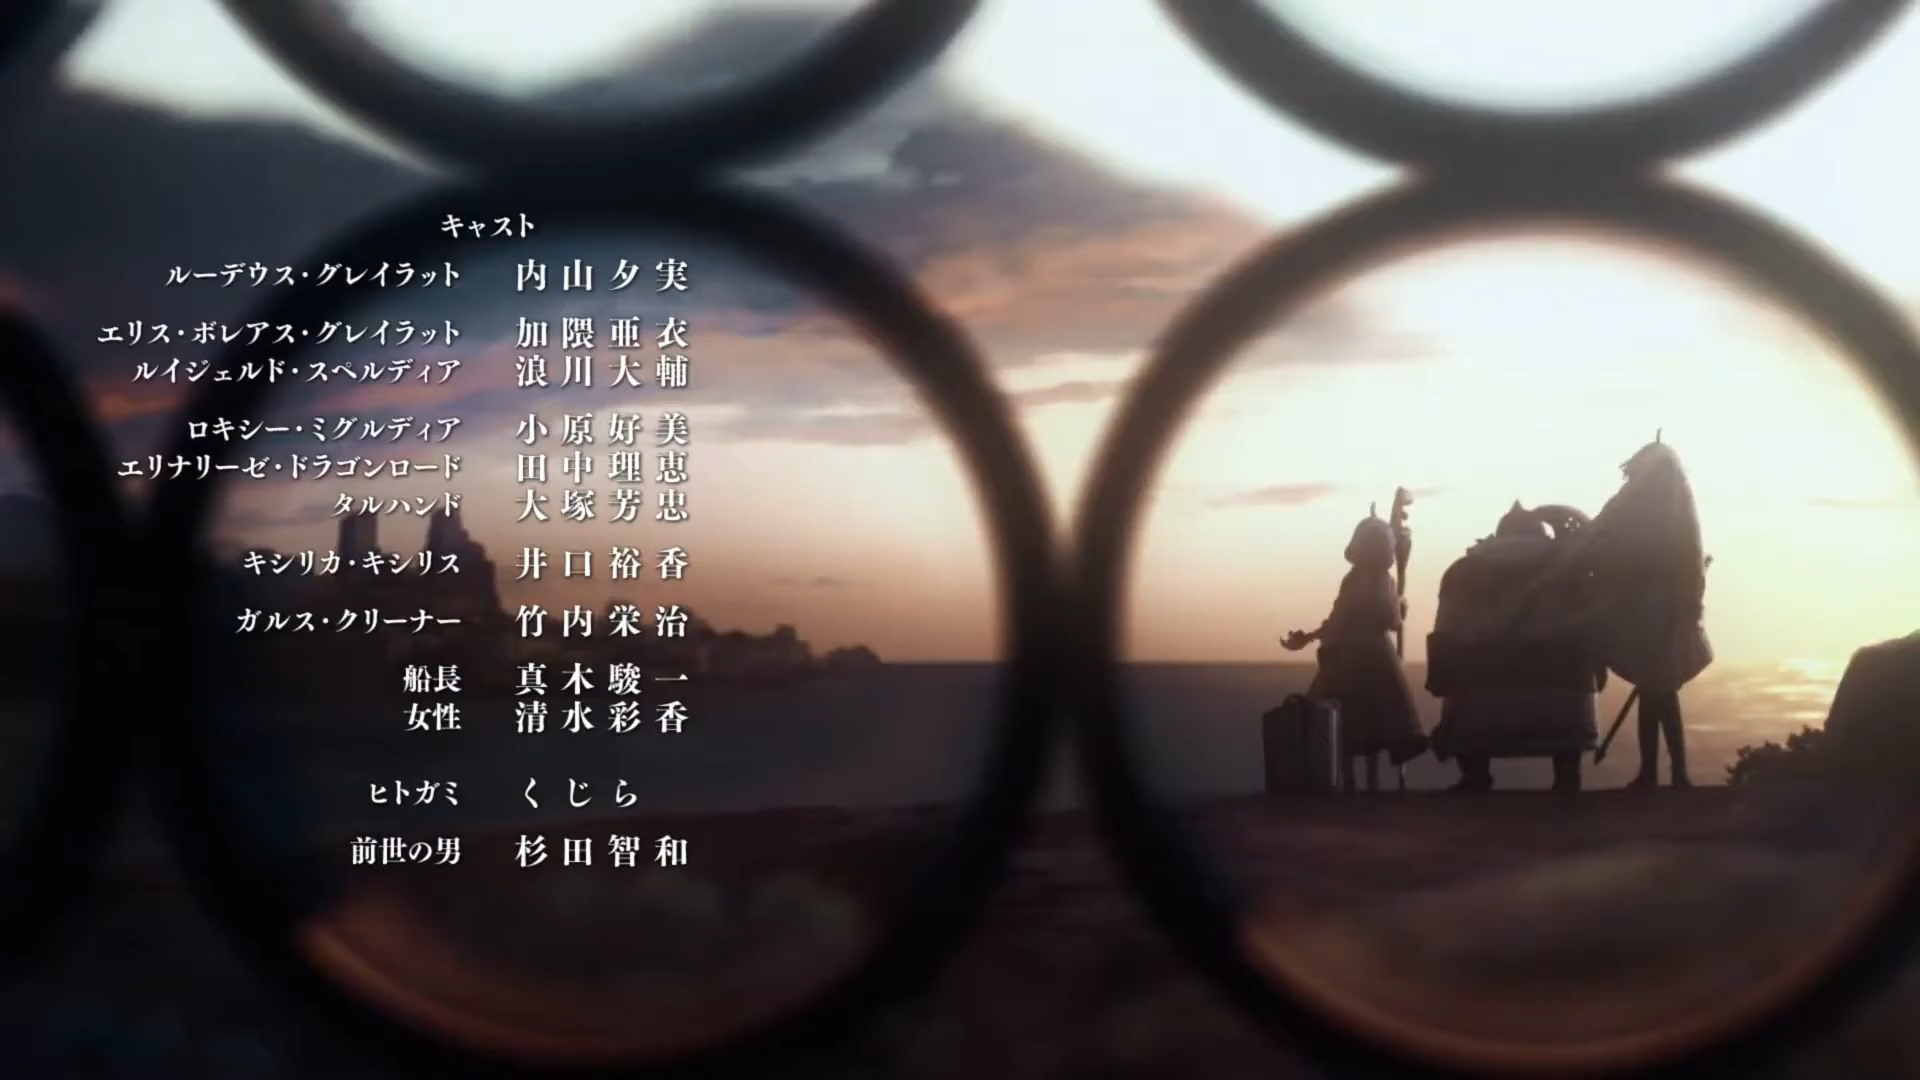 キャスト
ルーデウス・グレイラット 内山夕実
エリス・ボレアス・グレイラット 加隈亜衣
ルイジェルド・スペルディア 浪川大輔
ロキシー・ミグルディア 小原好美
エリナリーゼ・ドラゴンロード 田中理恵
タルハンド 大塚芳忠
キシリカ・キシリス 井口裕香
ガルス・クリーナー 竹内栄治
船長 真木駿一
女性 清水彩香
ヒトガミ くじら
前世の男 杉田智和